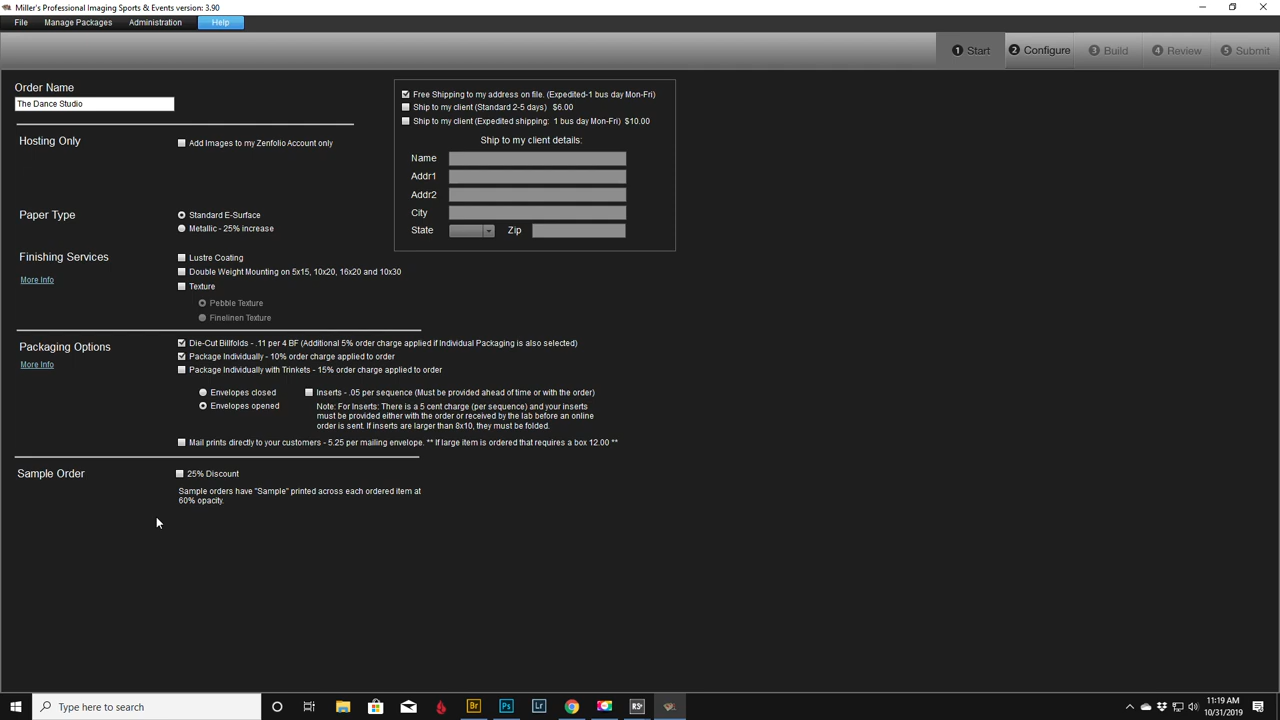 Miller's Professional Imaging Sports & Events version: 3.90
File Manage Packages Administration Help
1 Start 2 Configure 3 Build 4 Review 5 Submit
Order Name
The Dance Studio
Free Shipping to my address on file. (Expedited-1 bus day Mon-Fri)
Ship to my client (Standard 2-5 days) $6.00
Ship to my client (Expedited shipping: 1 bus day Mon-Fri) $10.00
Ship to my client details:
Name
Addr1
Addr2
City
State Zip
Hosting Only
Add Images to my Zenfolio Account only
Paper Type
Standard E-Surface
Metallic - 25% increase
Finishing Services
More Info
Lustre Coating
Double Weight Mounting on 5x15, 10x20, 16x20 and 10x30
Texture
Pebble Texture
Finelinen Texture
Packaging Options
More Info
Die-Cut Billfolds - .11 per 4 BF (Additional 5% order charge applied if Individual Packaging is also selected)
Package Individually - 10% order charge applied to order
Package Individually with Trinkets - 15% order charge applied to order
Envelopes closed
Envelopes opened
Inserts - .05 per sequence (Must be provided ahead of time or with the order)
Note: For Inserts: There is a 5 cent charge (per sequence) and your inserts
must be provided either with the order or received by the lab before an online
order is sent. If inserts are larger than 8x10, they must be folded.
Mail prints directly to your customers - 5.25 per mailing envelope. ** If large item is ordered that requires a box 12.00 **
Sample Order
25% Discount
Sample orders have "Sample" printed across each ordered item at
60% opacity.
Type here to search
Br Ps Lr RS
11:19 AM
10/31/2019